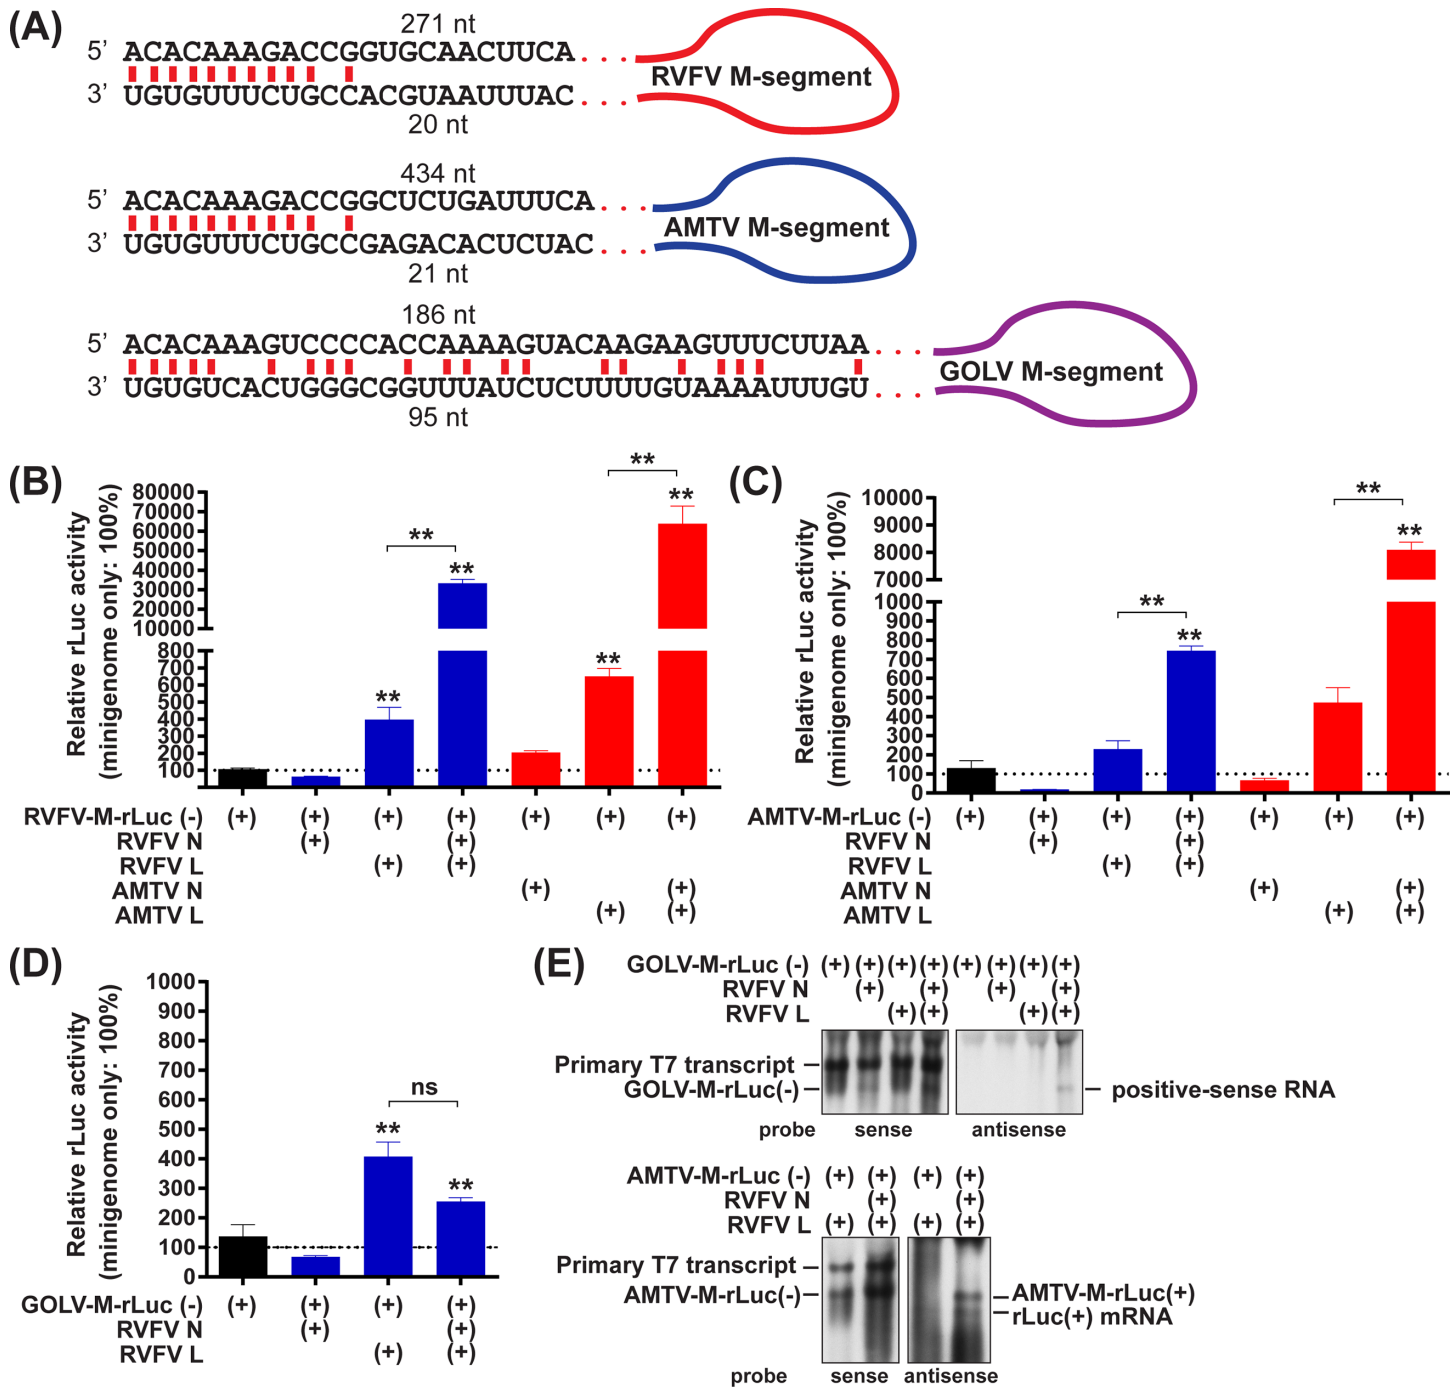 (A)
271 nt
5’ ACACAAAGACCGGUGCAACUUCA...
RVFV M-segment
3’ UGUGUUUCUGCCACGUAAUUUAC...
20 nt
434 nt
5’ ACACAAAGACCGGCUCUGAUUUCA...
AMTV M-segment
3’ UGUGUUUCUGCCGAGACACUCUAC...
21 nt
186 nt
5’ ACACAAAGUCCCCACCAAAAGUACAAGAAGUUUCUUAA...
GOLV M-segment
3’ UGUGUCACUGGGCGGUUUAUCUCUUUUGUAAAAUUUGU...
95 nt
(B)
Relative rLuc activity
(minigenome only: 100%)
80000
70000
60000
50000
40000
30000
20000
10000
800
700
600
500
400
300
200
100
** ** ** ** ** **
RVFV-M-rLuc (-) (+) (+) (+) (+) (+) (+) (+)
RVFV N (+) (+)
RVFV L (+) (+)
AMTV N (+) (+)
AMTV L (+) (+)
(C)
Relative rLuc activity
(minigenome only: 100%)
10000
9000
8000
7000
1000
900
800
700
600
500
400
300
200
100
0
** ** ** **
AMTV-M-rLuc (-) (+) (+) (+) (+) (+) (+) (+)
RVFV N (+) (+)
RVFV L (+) (+)
AMTV N (+) (+)
AMTV L (+) (+)
(D)
Relative rLuc activity
(minigenome only: 100%)
1000
900
800
700
600
500
400
300
200
100
0
ns
** **
GOLV-M-rLuc (-) (+) (+) (+) (+)
RVFV N (+) (+)
RVFV L (+) (+)
(E)
GOLV-M-rLuc (-) (+) (+) (+) (+) (+) (+) (+) (+)
RVFV N (+) (+) (+) (+)
RVFV L (+) (+) (+) (+)
Primary T7 transcript
GOLV-M-rLuc(-)
positive-sense RNA
probe sense antisense
AMTV-M-rLuc (-) (+) (+) (+) (+)
RVFV N (+) (+)
RVFV L (+) (+) (+) (+)
Primary T7 transcript
AMTV-M-rLuc(-)
AMTV-M-rLuc(+)
rLuc(+) mRNA
probe sense antisense